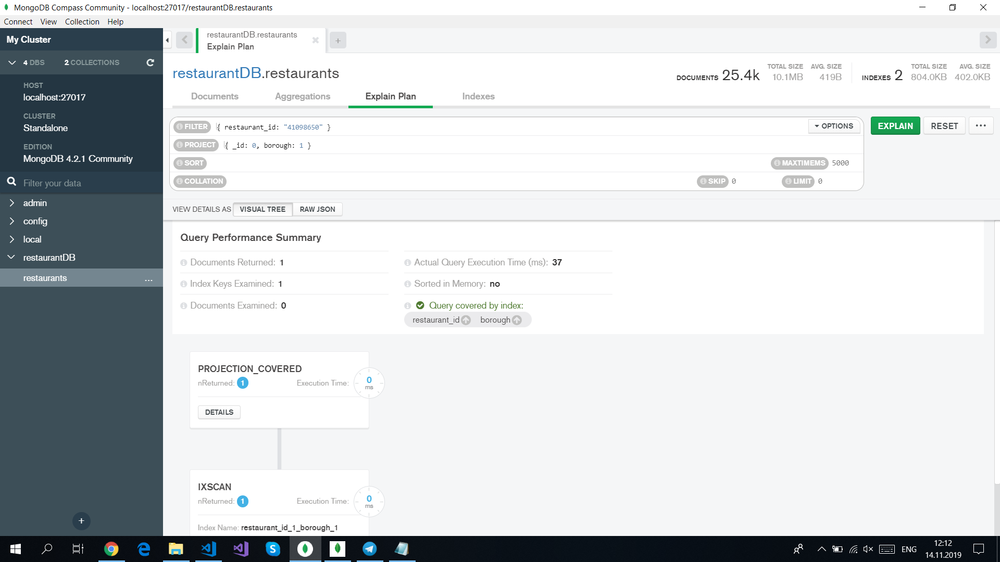 MongoDB Compass Community - localhost:27017/restaurantDB.restaurants
Connect View Collection Help
My Cluster
4 DBS 2 COLLECTIONS
HOST
localhost:27017
CLUSTER
Standalone
EDITION
MongoDB 4.2.1 Community
Filter your data
admin
config
local
restaurantDB
restaurants ...
restaurantDB.restaurants
Explain Plan
restaurantDB.restaurants
DOCUMENTS 25.4k TOTAL SIZE 10.1MB AVG. SIZE 419B INDEXES 2 TOTAL SIZE 804.0KB AVG. SIZE 402.0KB
Documents Aggregations Explain Plan Indexes
FILTER { restaurant_id: "41098650" } OPTIONS EXPLAIN RESET ...
PROJECT { _id: 0, borough: 1 }
SORT MAXTIMEMS 5000
COLLATION SKIP 0 LIMIT 0
VIEW DETAILS AS VISUAL TREE RAW JSON
Query Performance Summary
Documents Returned: 1 Actual Query Execution Time (ms): 37
Index Keys Examined: 1 Sorted in Memory: no
Documents Examined: 0 Query covered by index:
restaurant_id borough
PROJECTION_COVERED
nReturned: 1 Execution Time: 0 ms
DETAILS
IXSCAN
nReturned: 1 Execution Time: 0 ms
Index Name: restaurant_id_1_borough_1
ENG
12:12
14.11.2019